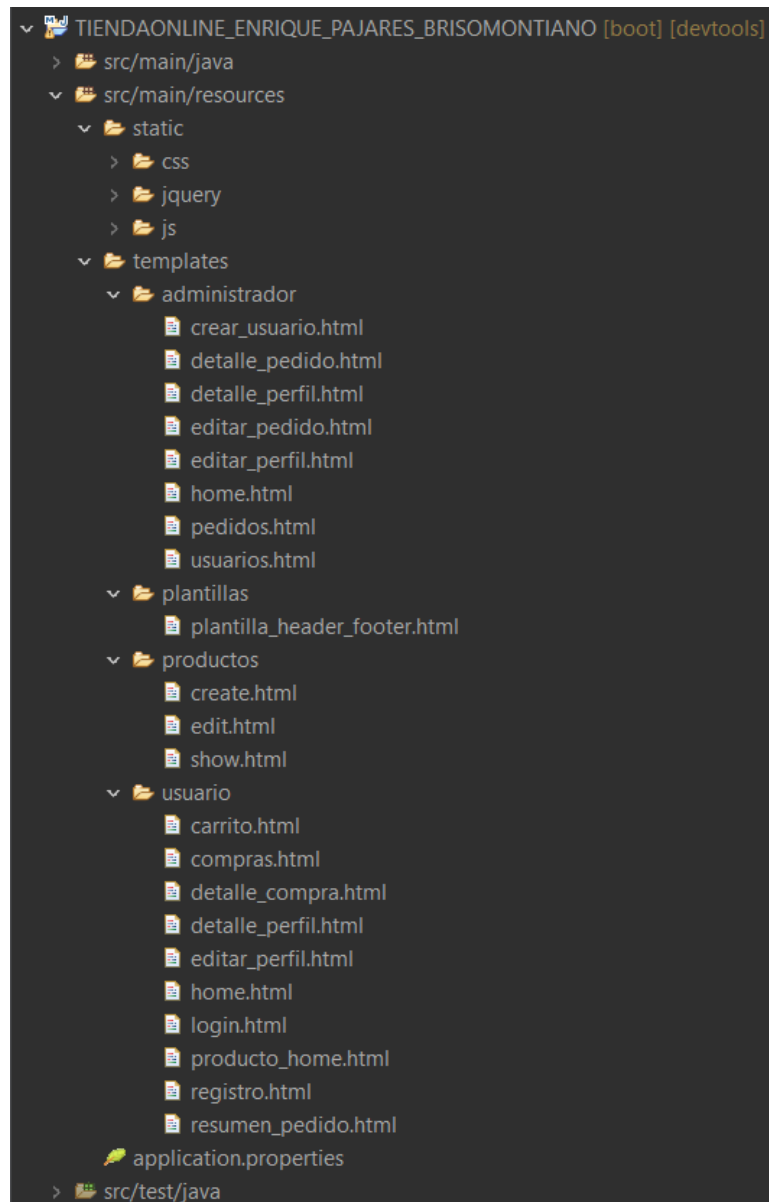 TIENDAONLINE_ENRIQUE_PAJARES_BRISOMONTIANO [boot] [devtools]
src/main/java
src/main/resources
static
css
jquery
js
templates
administrador
crear_usuario.html
detalle_pedido.html
detalle_perfil.html
editar_pedido.html
editar_perfil.html
home.html
pedidos.html
usuarios.html
plantillas
plantilla_header_footer.html
productos
create.html
edit.html
show.html
usuario
carrito.html
compras.html
detalle_compra.html
detalle_perfil.html
editar_perfil.html
home.html
login.html
producto_home.html
registro.html
resumen_pedido.html
application.properties
src/test/java